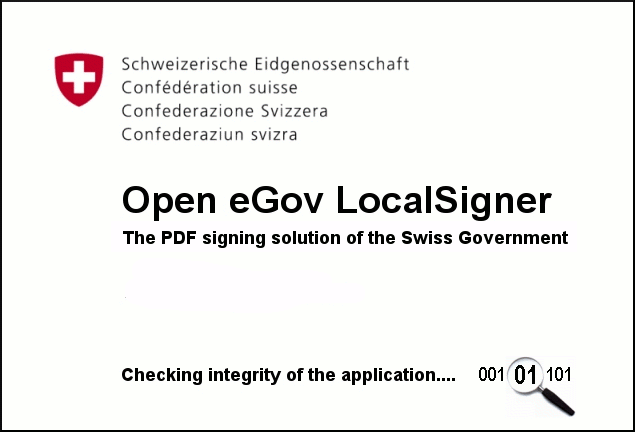 Schweizerische Eidgenossenschaft
Confédération suisse
Confederazione Svizzera
Confederaziun svizra
Open eGov LocalSigner
The PDF signing solution of the Swiss Government
Checking integrity of the application.... 001 01 101